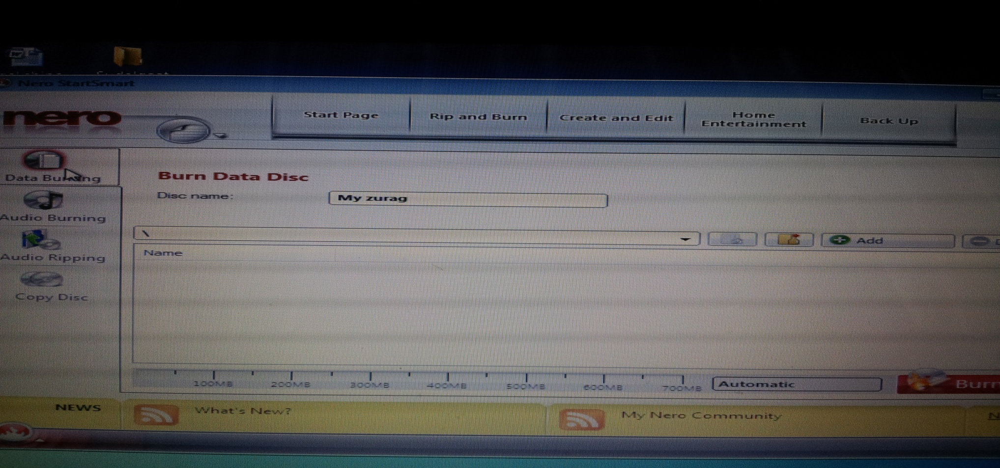 Nero StartSmart
nero
Start Page
Rip and Burn
Create and Edit
Home
Entertainment
Back Up
Data Burning
Audio Burning
Audio Ripping
Copy Disc
Burn Data Disc
Disc name:
My zurag
\
Add
Name
100MB
200MB
300MB
400MB
500MB
600MB
700MB
Automatic
Burn
NEWS
What's New?
My Nero Community